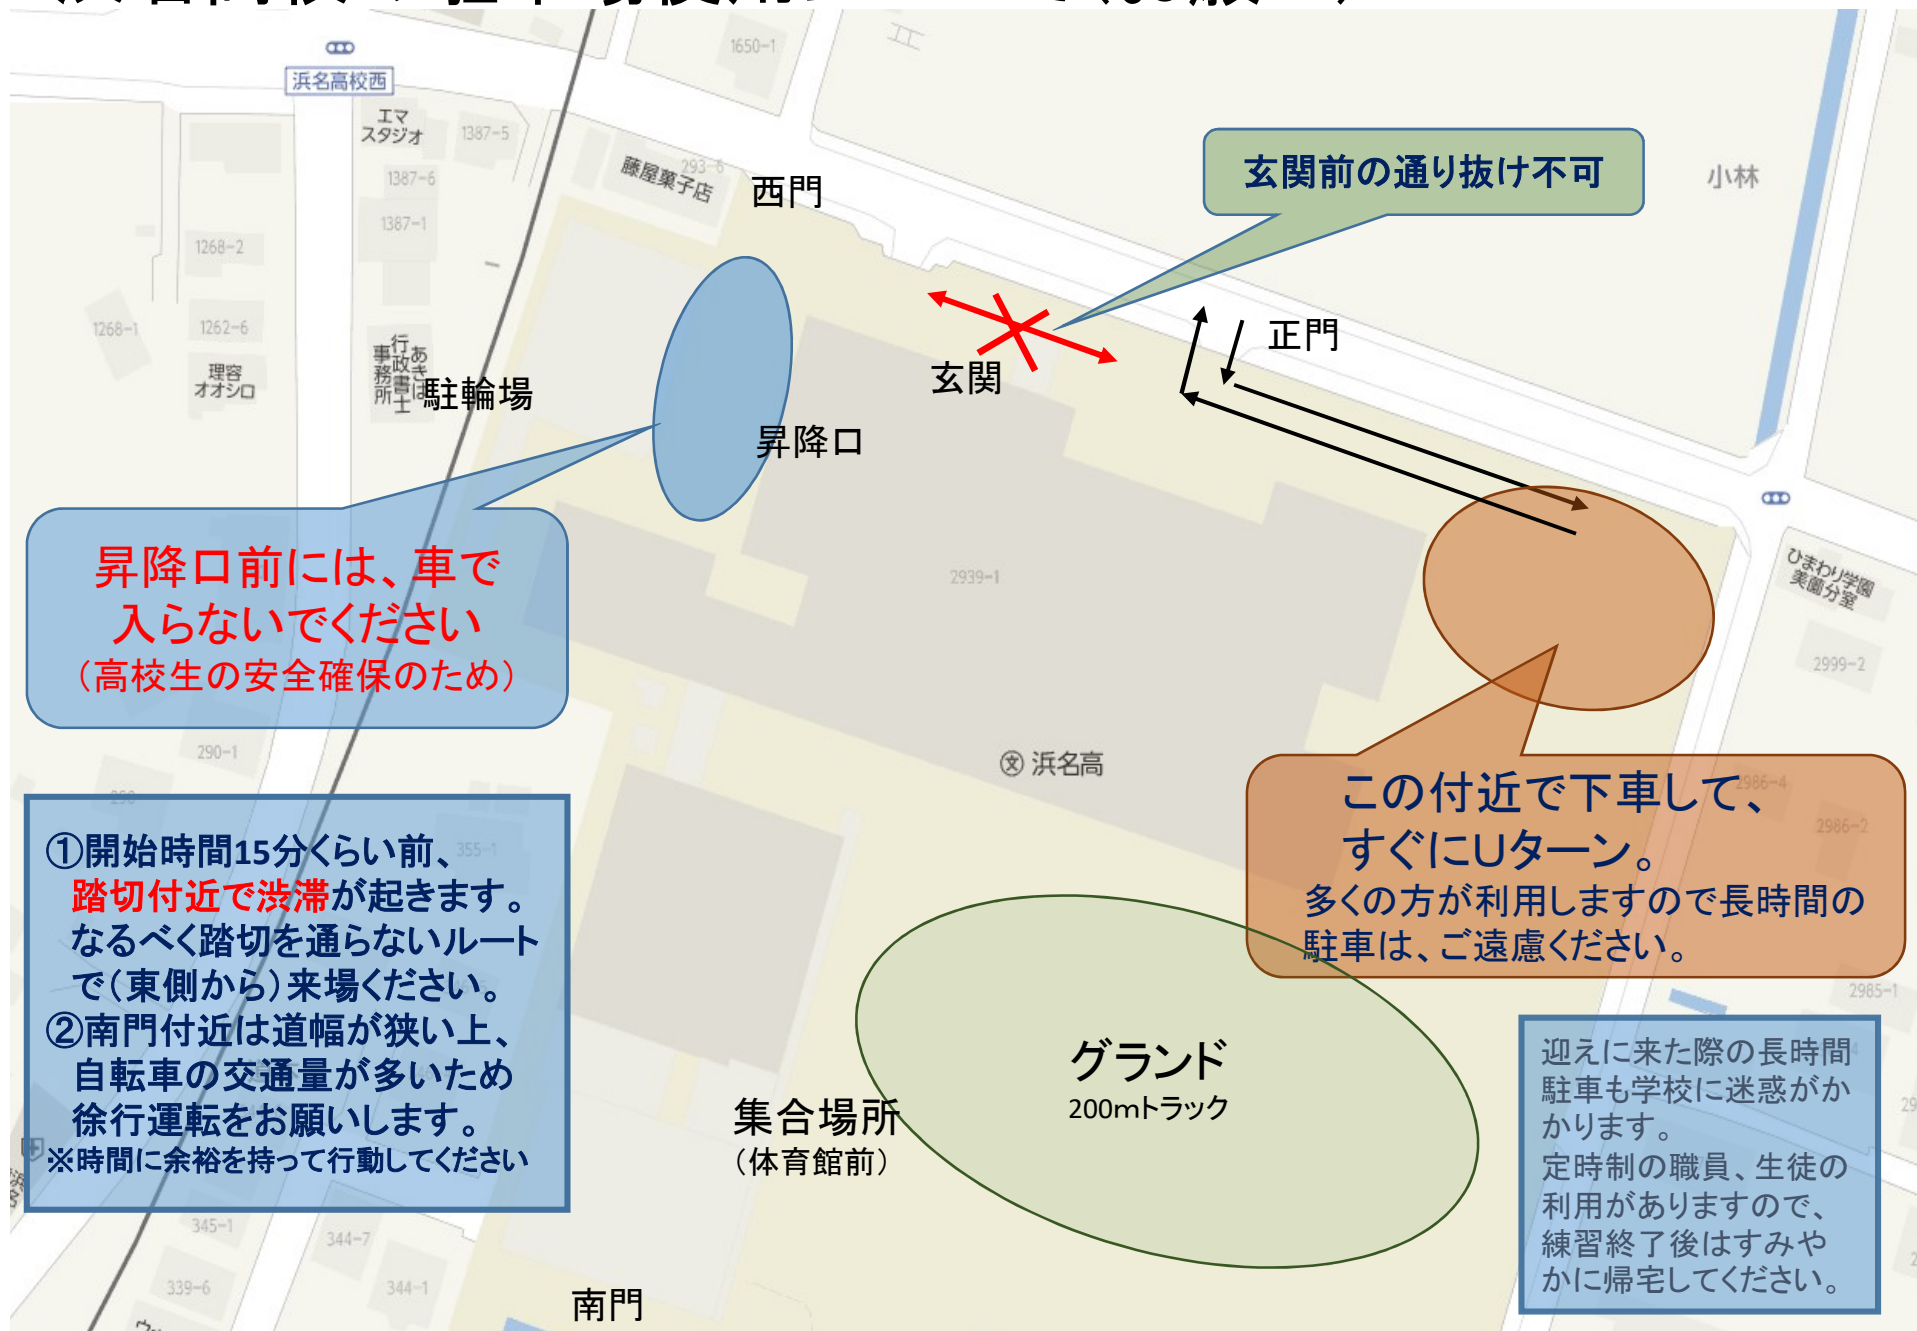 浜名高校西
1650-1
エマ
スタジオ
1387-5
1387-6
1387-1
藤屋菓子店
293-6
西門
玄関前の通り抜け不可
小林
1268-2
1268-1
1262-6
理容
オオシロ
あきは
行政書士
事務所
駐輪場
昇降口
玄関
正門
昇降口前には、車で
入らないでください
（高校生の安全確保のため）
2939-1
ひまわり学園
美薗分室
2999-2
290-1
浜名高
2986-4
2986-2
この付近で下車して、
すぐにUターン。
多くの方が利用しますので長時間の
駐車は、ご遠慮ください。
355-1
①開始時間15分くらい前、
踏切付近で渋滞が起きます。
なるべく踏切を通らないルート
で（東側から）来場ください。
②南門付近は道幅が狭い上、
自転車の交通量が多いため
徐行運転をお願いします。
※時間に余裕を持って行動してください
2985-1
グランド
200mトラック
集合場所
（体育館前）
迎えに来た際の長時間
駐車も学校に迷惑がか
かります。
定時制の職員、生徒の
利用がありますので、
練習終了後はすみや
かに帰宅してください。
345-1
344-7
339-6
344-1
南門